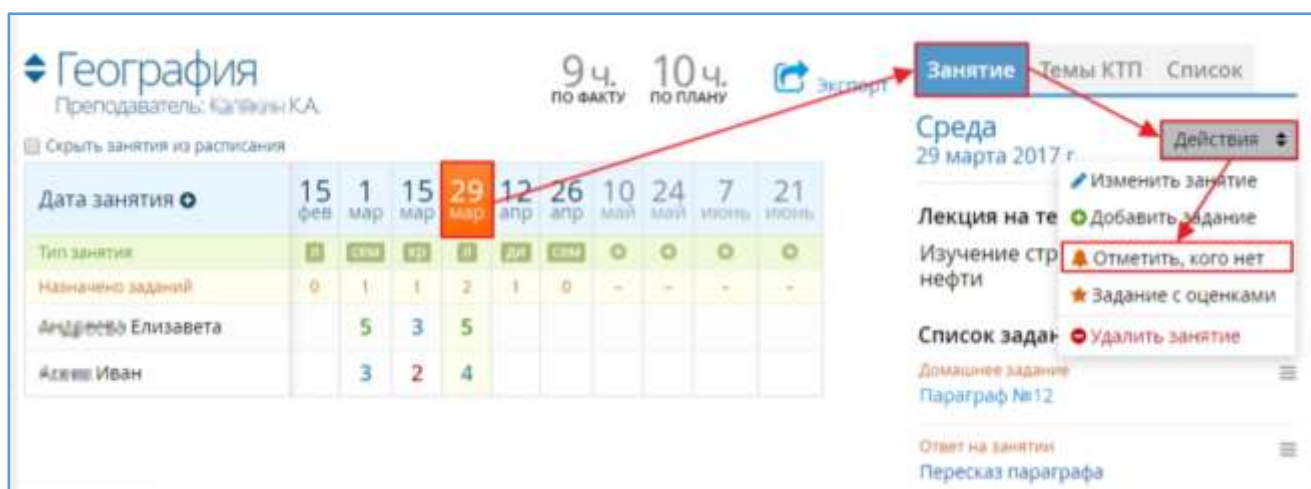 География
Преподаватель: К.А.
9 ч.
ПО ФАКТУ
10 ч.
ПО ПЛАНУ
Экспорт
Скрыть занятия из расписания
Дата занятия 15 фев 1 мар 15 мар 29 мар 12 апр 26 апр 10 май 24 май 7 июнь 21 июнь
Тип занятия л сем кр л ди сем
Назначено заданий 0 1 1 2 1 0 - - - -
Елизавета 5 3 5
Иван 3 2 4
Занятие Темы КТП Список
Среда
29 марта 2017 г
Действия
Изменить занятие
Добавить задание
Отметить, кого нет
Задание с оценками
Удалить занятие
Лекция на те
Изучение стр
нефти
Список задан
Домашнее задание
Параграф №12
Ответ на занятии
Пересказ параграфа